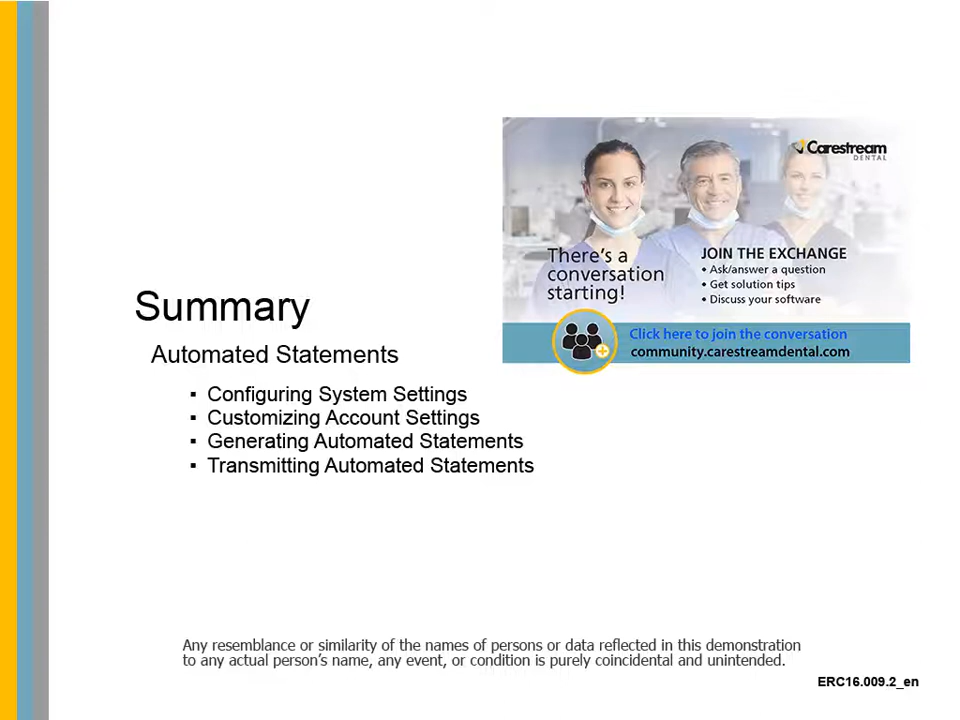 Carestream
DENTAL
There's a
conversation
starting!
JOIN THE EXCHANGE
• Ask/answer a question
• Get solution tips
• Discuss your software
Click here to join the conversation
community.carestreamdental.com
Summary
Automated Statements
▪ Configuring System Settings
▪ Customizing Account Settings
▪ Generating Automated Statements
▪ Transmitting Automated Statements
Any resemblance or similarity of the names of persons or data reflected in this demonstration
to any actual person's name, any event, or condition is purely coincidental and unintended.
ERC16.009.2_en